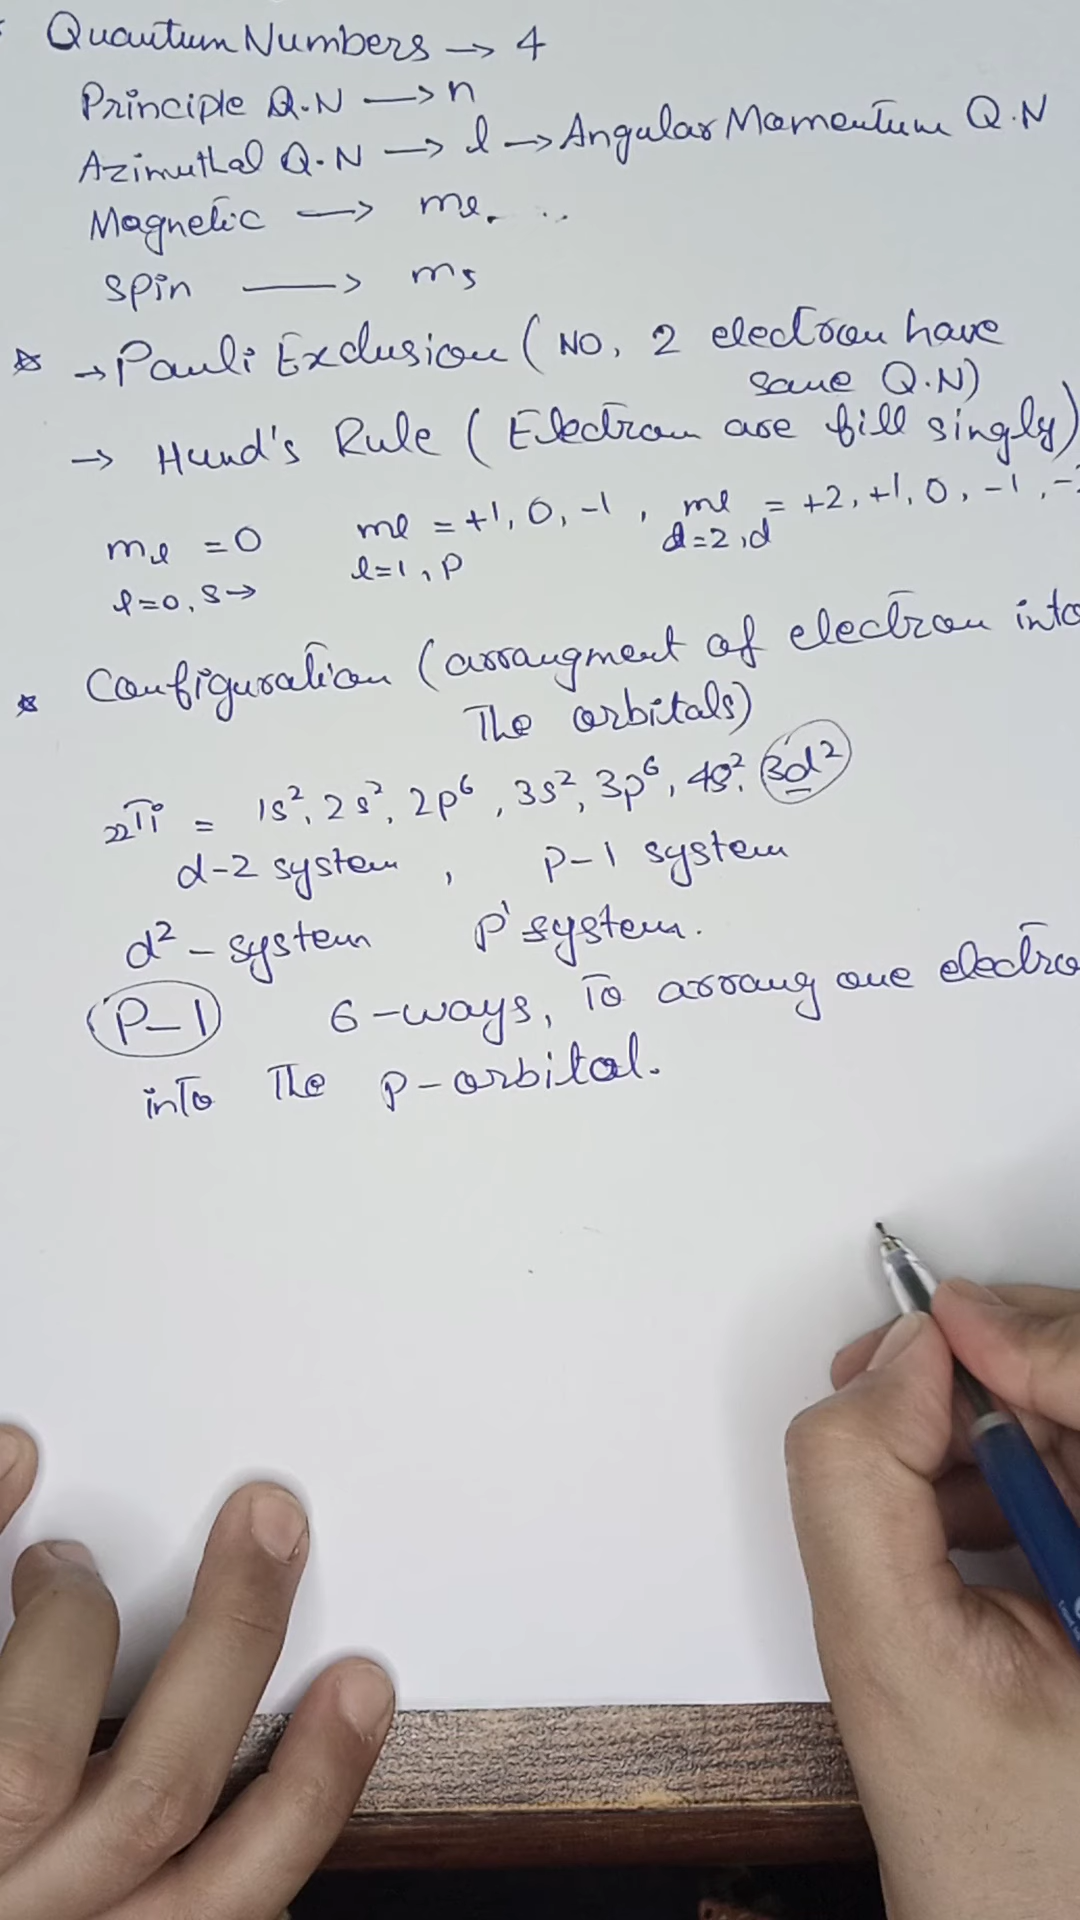 Quantum Numbers → 4
Principle Q.N → n
Azimuthal Q.N → l → Angular Momentum Q.N
Magnetic → ml.
Spin → ms
☆ → Pauli Exclusion (NO, 2 electron have
same Q.N)
→ Hund's Rule (Electron are fill singly)
ml = 0 ml = +1, 0, -1, ml = +2, +1, 0, -1, -2
l=0, s→ l=1, p d=2, d
☆ Configuration (arrangment of electron into
The orbitals)
₂₂Ti = 1s², 2s², 2p⁶, 3s², 3p⁶, 4s², 3d²
d-2 system, p-1 system
d² - system p¹ system.
P-1 6-ways, To arrang one electro
into The p-orbital.